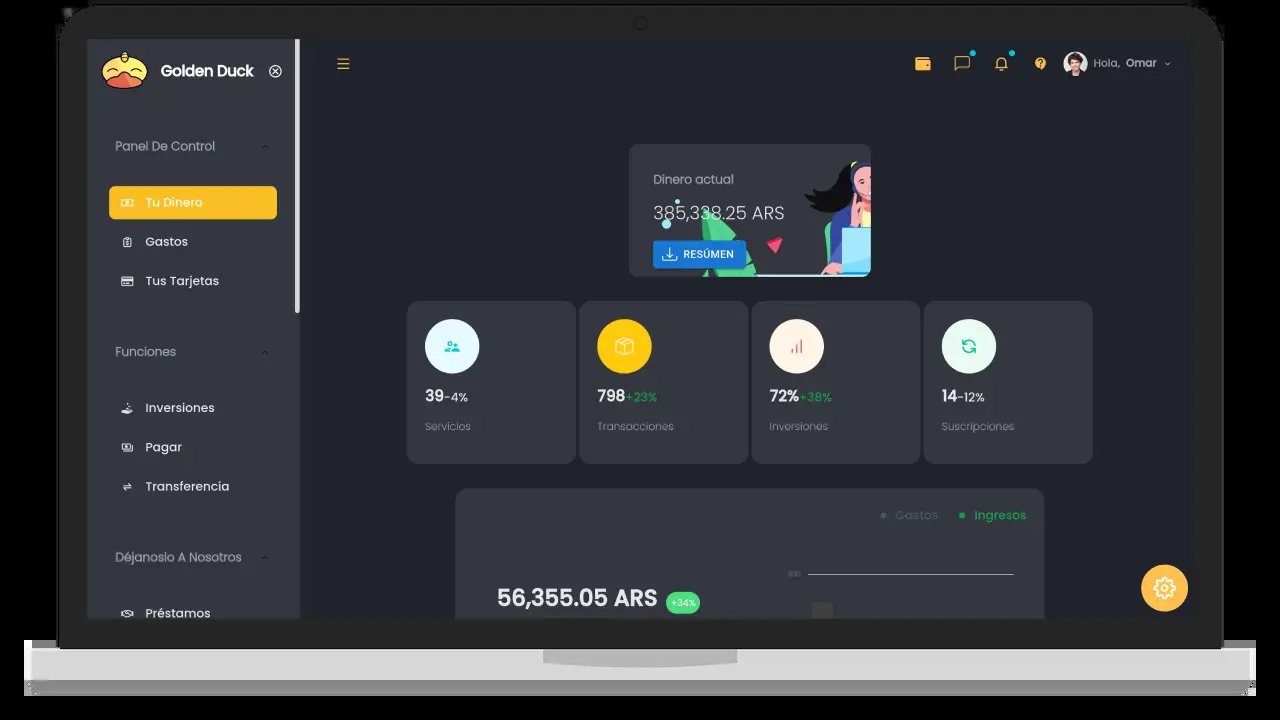 Golden Duck
Hola, Omar
Panel De Control
Tu Dinero
Gastos
Tus Tarjetas
Funciones
Inversiones
Pagar
Transferencia
Déjanoslo A Nosotros
Préstamos
Dinero actual
385,338.25 ARS
RESÚMEN
39-4%
Servicios
798+23%
Transacciones
72%+38%
Inversiones
14-12%
Suscripciones
Gastos
Ingresos
56,355.05 ARS
+34%